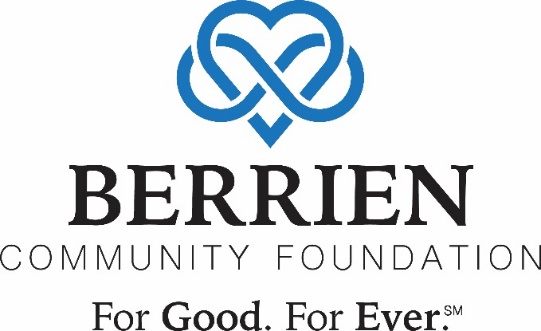 BERRIEN
COMMUNITY FOUNDATION
For Good. For Ever.℠